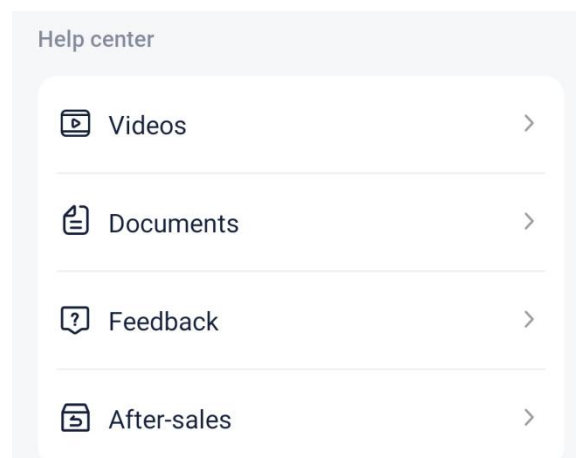 Help center
Videos
Documents
Feedback
After-sales